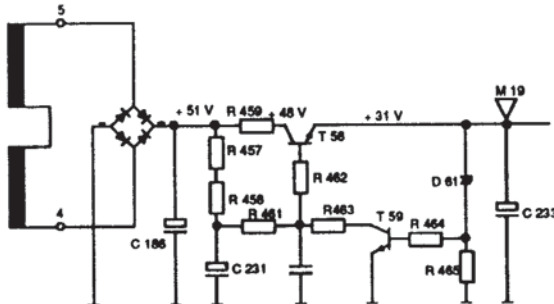 5
M 19
+ 51 V
R 459
+ 48 V
+31 V
T 56
R 457
R 462
D 61
R 458
R 461
R463
T 59
R 464
C 233
C 186
C 231
R 465
4